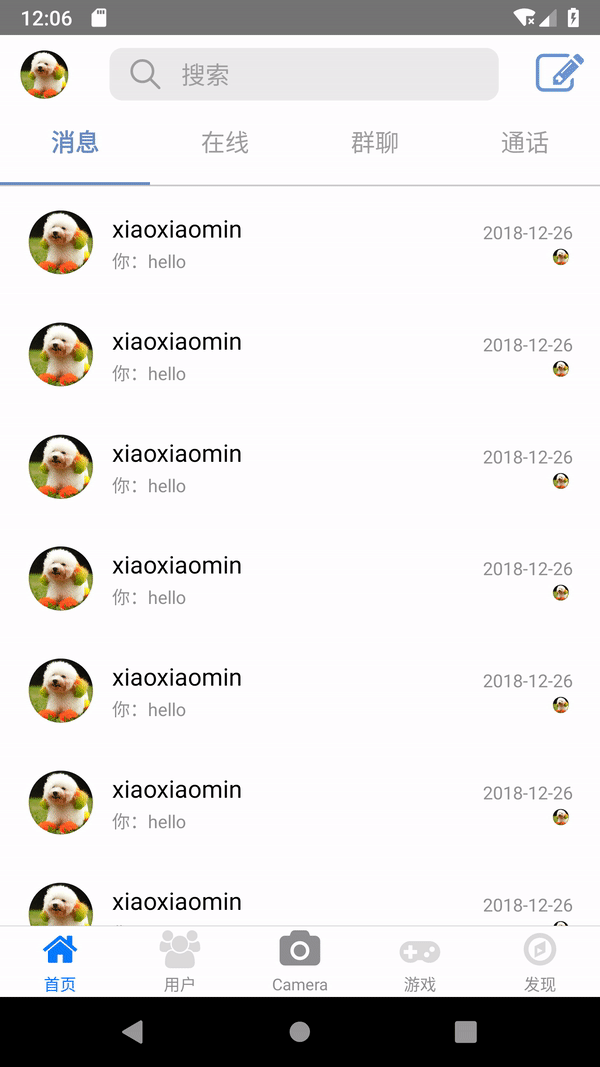 12:06
搜索
消息 在线 群聊 通话
xiaoxiaomin 2018-12-26
你：hello
xiaoxiaomin 2018-12-26
你：hello
xiaoxiaomin 2018-12-26
你：hello
xiaoxiaomin 2018-12-26
你：hello
xiaoxiaomin 2018-12-26
你：hello
xiaoxiaomin 2018-12-26
你：hello
xiaoxiaomin 2018-12-26
首页 用户 Camera 游戏 发现